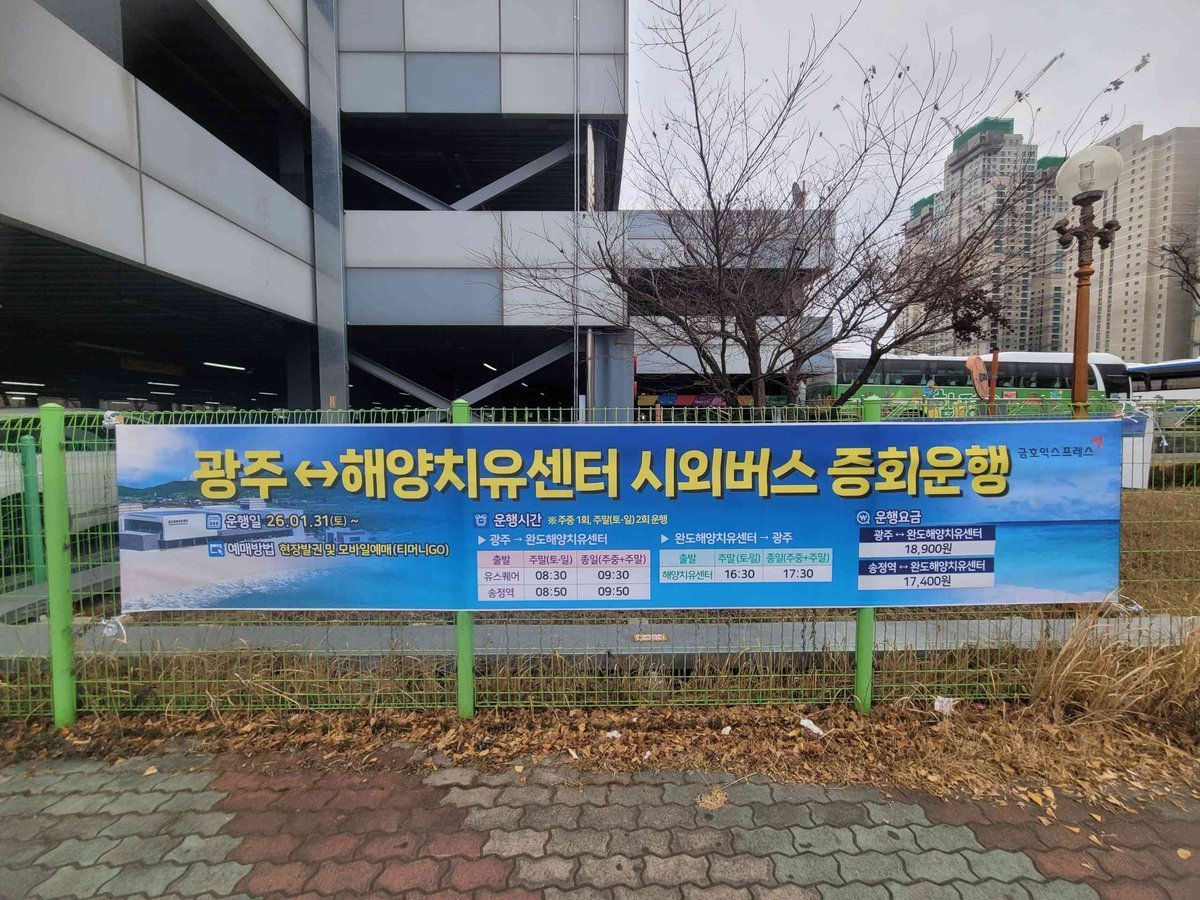 광주 ↔ 해양치유센터 시외버스 증회운행
금호익스프레스
운행일 26.01.31(토) ~
예매방법 현장발권 및 모바일예매(티머니GO)
운행시간 ※ 주중 1회, 주말(토·일) 2회 운행
▶ 광주 → 완도해양치유센터
출발 주말(토·일) 종일(주중+주말)
유스퀘어 08:30 09:30
송정역 08:50 09:50
▶ 완도해양치유센터 → 광주
출발 주말(토·일) 종일(주중+주말)
해양치유센터 16:30 17:30
운행요금
광주 ↔ 완도해양치유센터
18,900원
송정역 ↔ 완도해양치유센터
17,400원